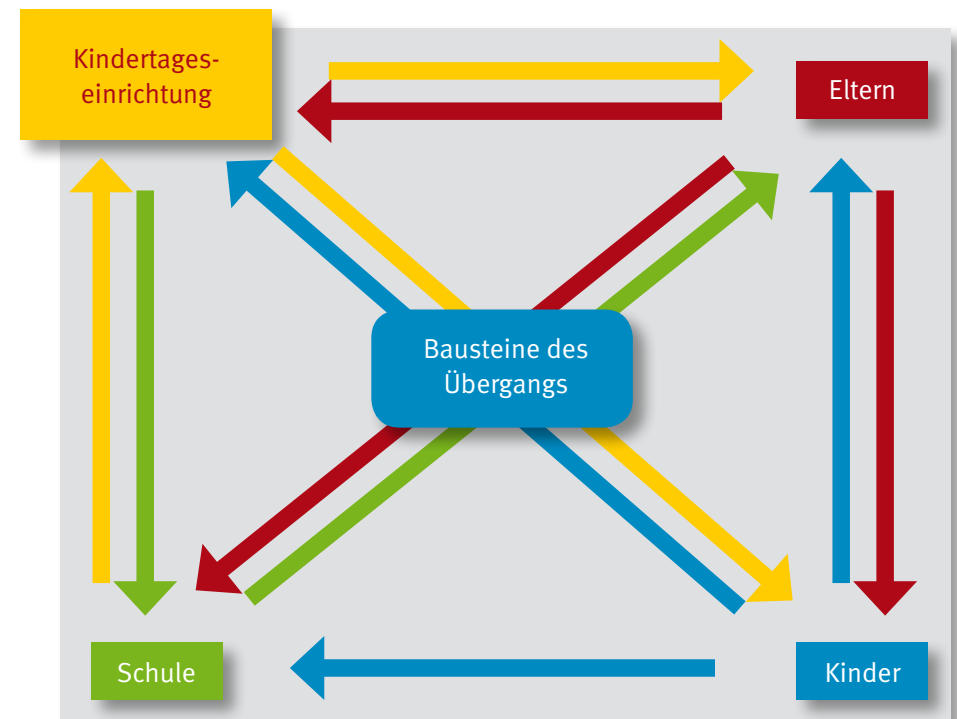 Kindertages-
einrichtung
Eltern
Bausteine des
Übergangs
Schule
Kinder